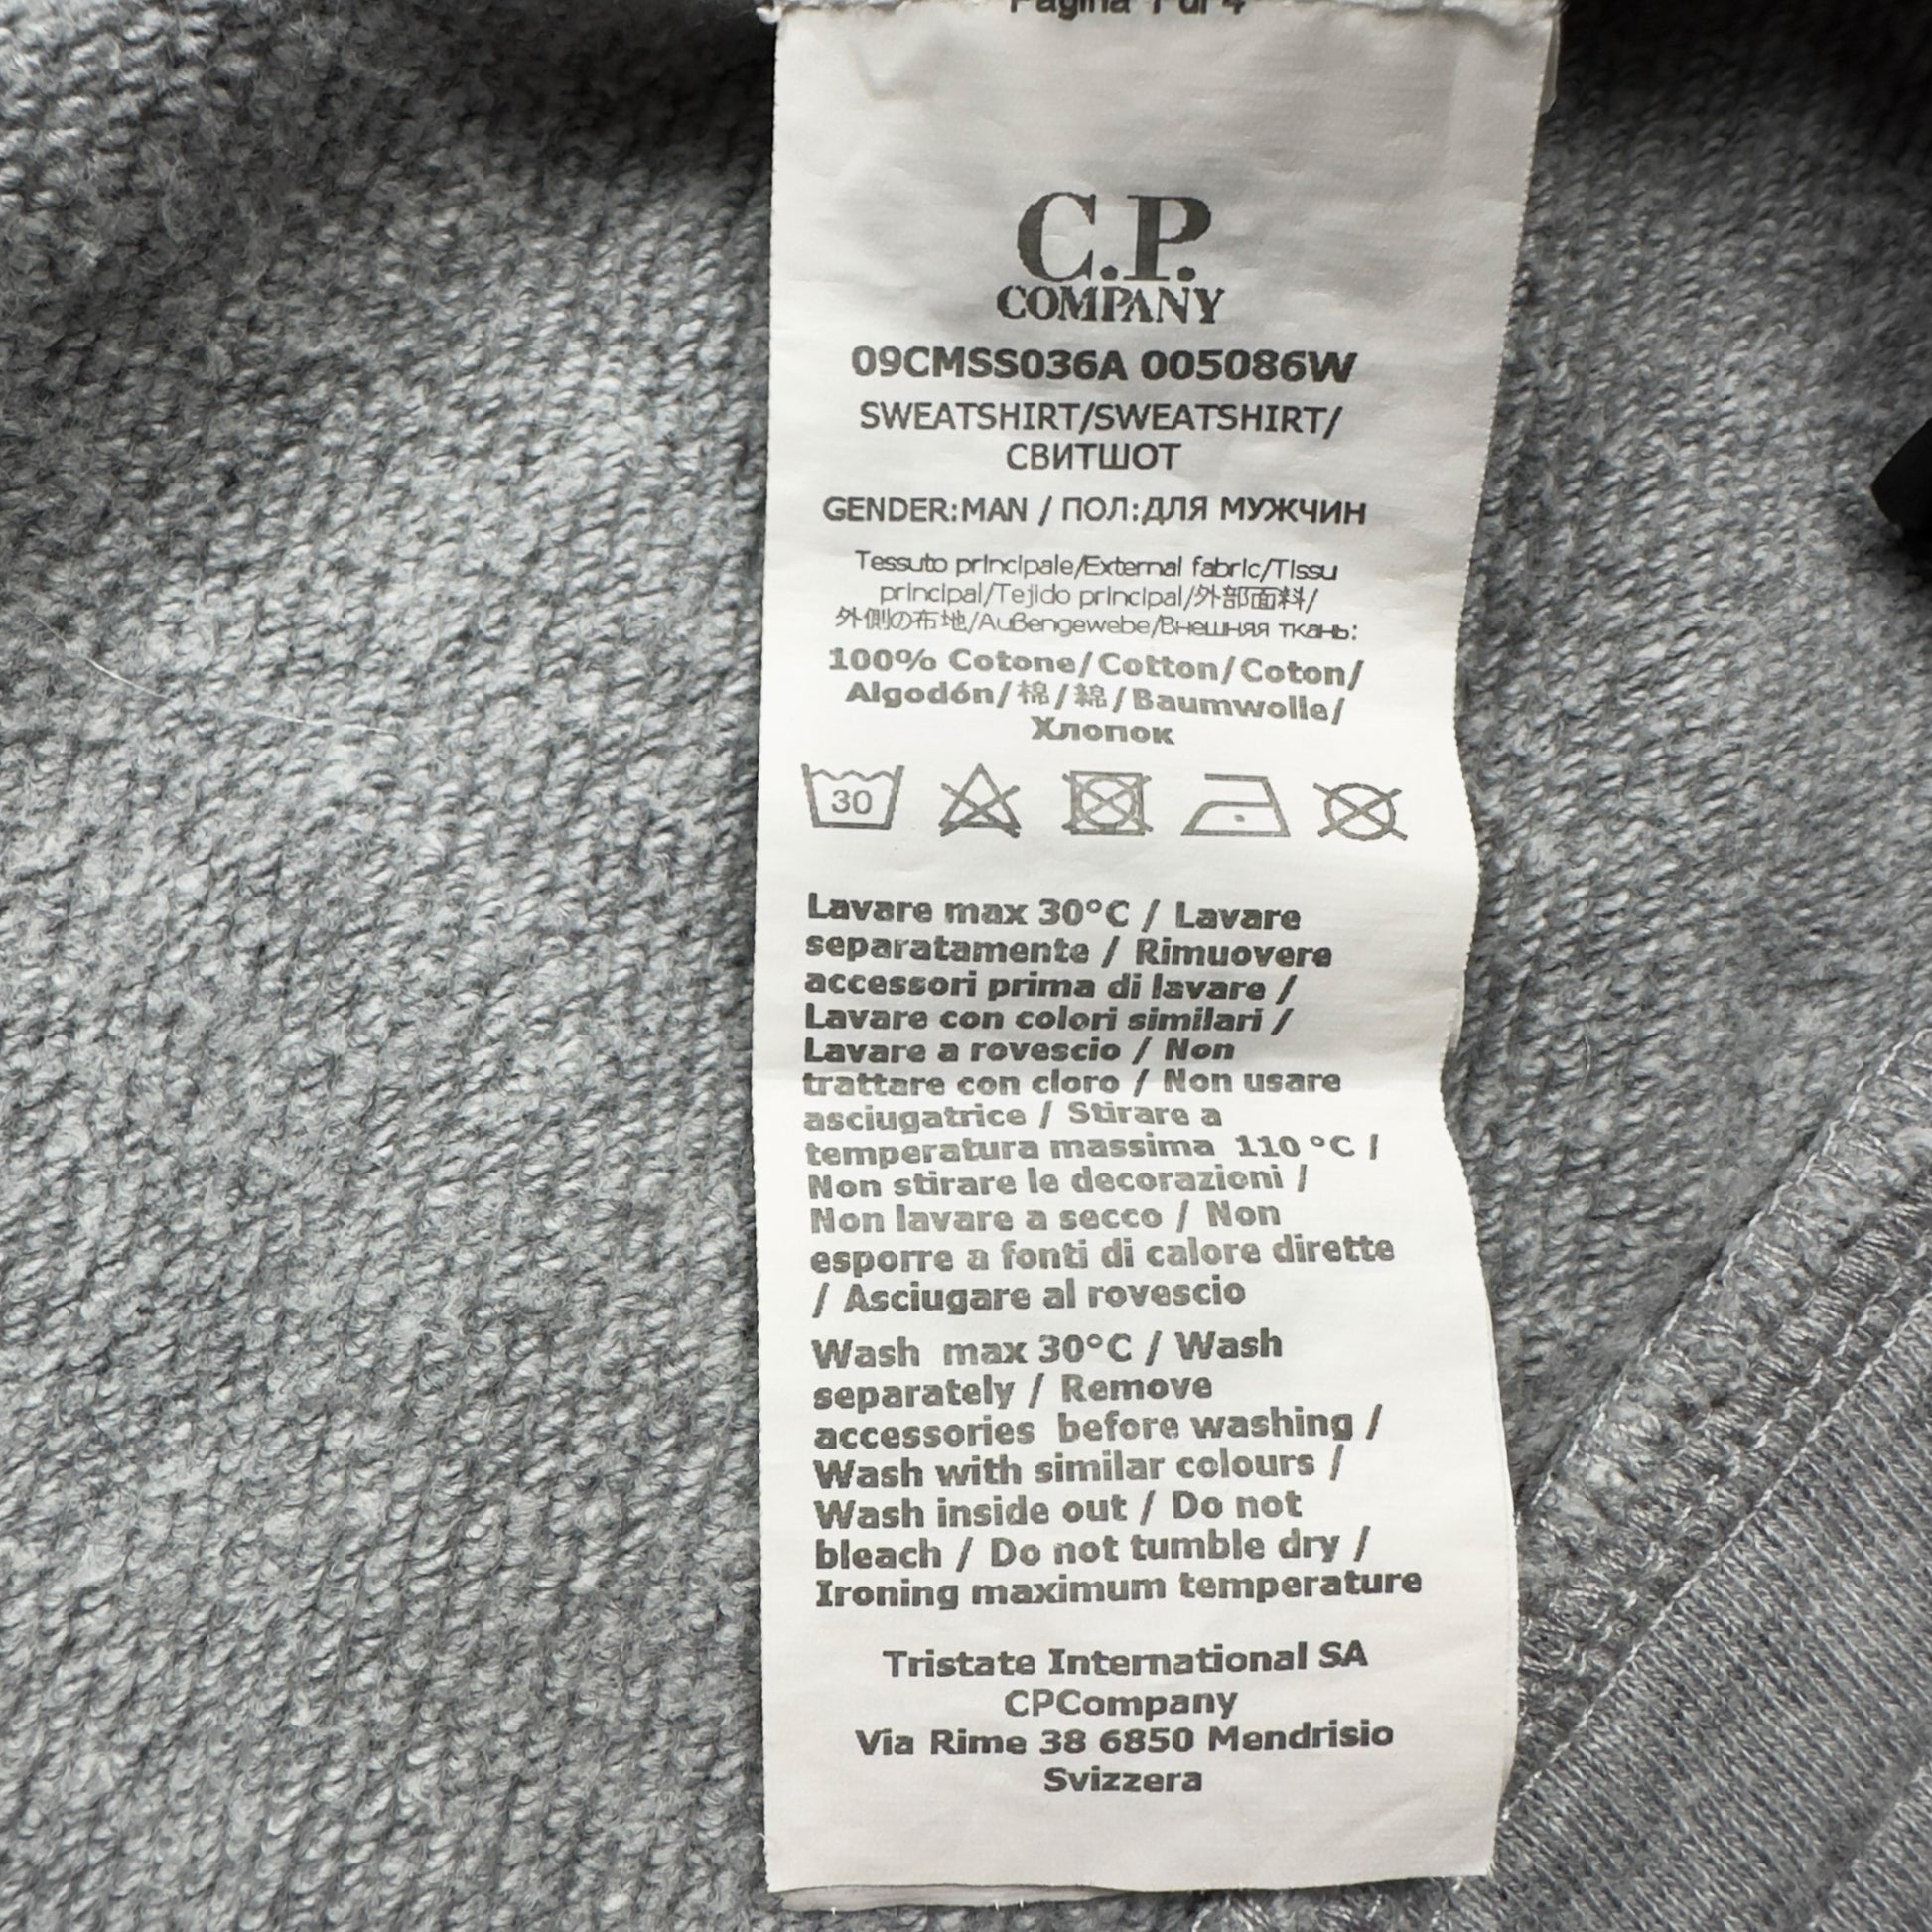 Pagina 1 di 4
C.P.
COMPANY
09CMSS036A 005086W
SWEATSHIRT/SWEATSHIRT/
СВИТШОТ
GENDER:MAN / ПОЛ:ДЛЯ МУЖЧИН
Tessuto principale/External fabric/Tissu
principal/Tejido principal/外部面料/
外側の布地/Außengewebe/Внешняя ткань:
100% Cotone/Cotton/Coton/
Algodón/棉/綿/Baumwolle/
Хлопок
30
Lavare max 30°C / Lavare
separatamente / Rimuovere
accessori prima di lavare /
Lavare con colori similari /
Lavare a rovescio / Non
trattare con cloro / Non usare
asciugatrice / Stirare a
temperatura massima 110 °C /
Non stirare le decorazioni /
Non lavare a secco / Non
esporre a fonti di calore dirette
/ Asciugare al rovescio
Wash max 30°C / Wash
separately / Remove
accessories before washing /
Wash with similar colours /
Wash inside out / Do not
bleach / Do not tumble dry /
Ironing maximum temperature
Tristate International SA
CPCompany
Via Rime 38 6850 Mendrisio
Svizzera